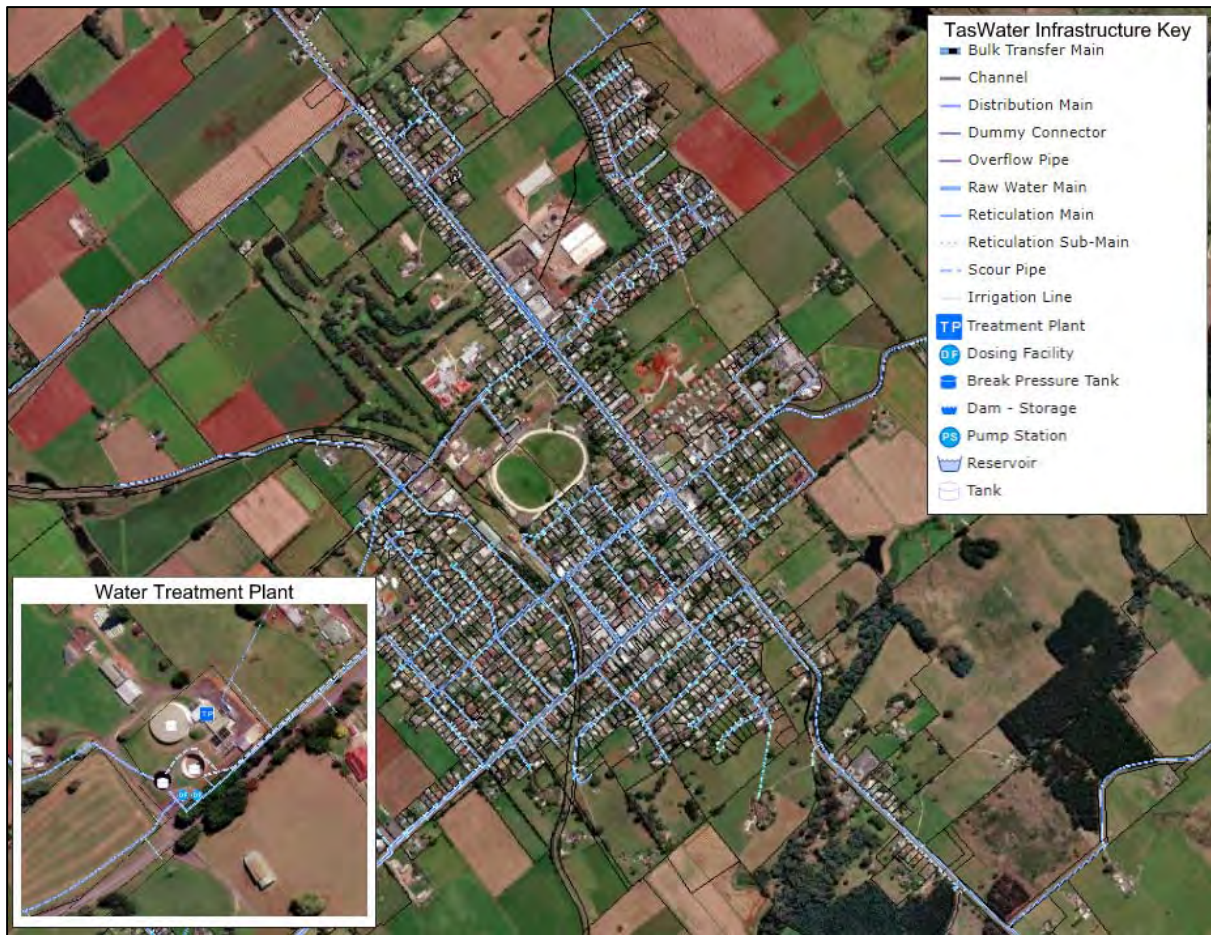 TasWater Infrastructure Key
Bulk Transfer Main
Channel
Distribution Main
Dummy Connector
Overflow Pipe
Raw Water Main
Reticulation Main
Reticulation Sub-Main
Scour Pipe
Irrigation Line
TP Treatment Plant
DF Dosing Facility
Break Pressure Tank
Dam - Storage
PS Pump Station
Reservoir
Tank
Water Treatment Plant
TP
DF DF